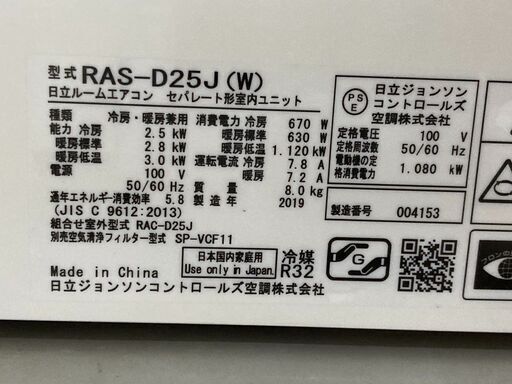 型式 RAS-D25J(W)
日立ルームエアコン セパレート形室内ユニット
種類 冷房・暖房兼用 消費電力 冷房 670 W
能力 冷房 2.5 kW 暖房標準 630 W
暖房標準 2.8 kW 暖房低温 1.120 kW
暖房低温 3.0 kW 運転電流 冷房 7.8 A
電源 100 V 暖房 7.2 A
50/60 Hz 質量 8.0 kg
通年エネルギー消費効率 5.8 製造年 2019
(JIS C 9612:2013)
組合せ室外型式 RAC-D25J
別売空気清浄フィルター型式 SP-VCF11
日本国内家庭用
Use only in Japan.
冷媒
R32
Made in China
日立ジョンソンコントロールズ空調株式会社
PSE
日立ジョンソン
コントロールズ
空調株式会社
定格電圧 100 V
定格周波数 50/60 Hz
電動機の定格消費電力 1.080 kW
製造番号 004153
G